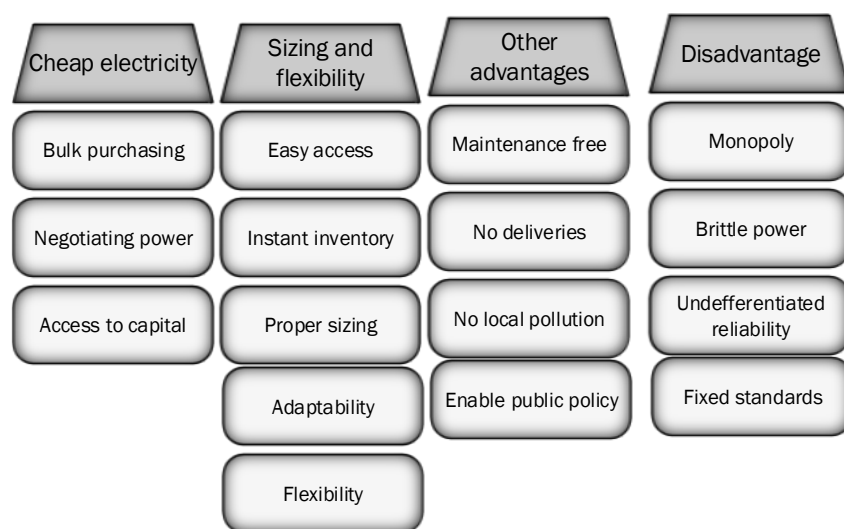 Cheap electricity
Bulk purchasing
Negotiating power
Access to capital
Sizing and
flexibility
Easy access
Instant inventory
Proper sizing
Adaptability
Flexibility
Other
advantages
Maintenance free
No deliveries
No local pollution
Enable public policy
Disadvantage
Monopoly
Brittle power
Undefferentiated
reliability
Fixed standards